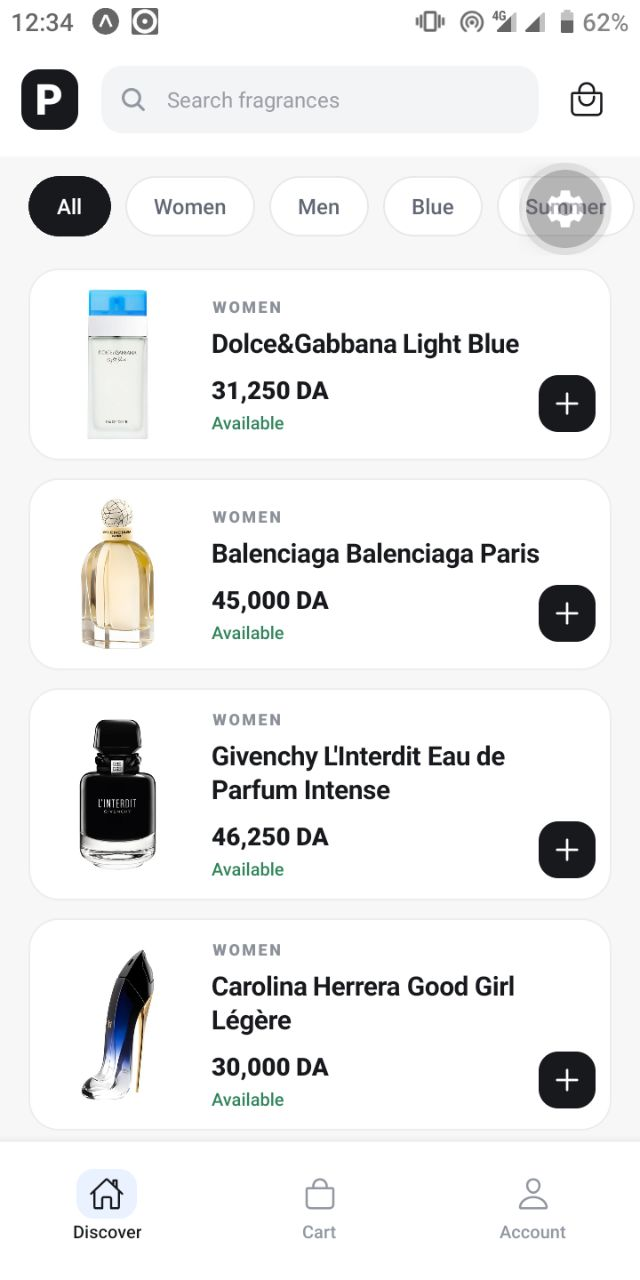 12:34
4G
62%
P
Search fragrances
All
Women
Men
Blue
Summer
WOMEN
Dolce&Gabbana Light Blue
31,250 DA
Available
WOMEN
Balenciaga Balenciaga Paris
45,000 DA
Available
L'INTERDIT
GIVENCHY
WOMEN
Givenchy L'Interdit Eau de
Parfum Intense
46,250 DA
Available
WOMEN
Carolina Herrera Good Girl
Légère
30,000 DA
Available
Discover
Cart
Account